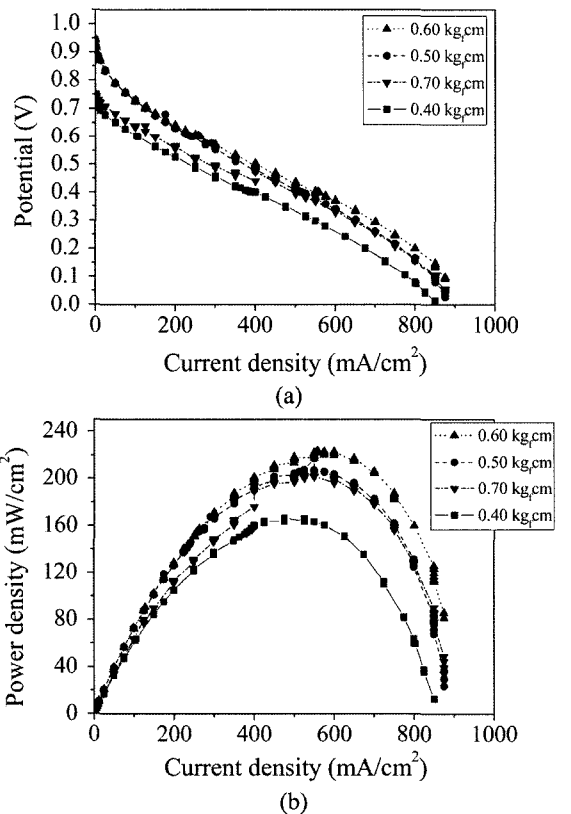 1.0
0.9
0.8
0.7
0.6
0.5
0.4
0.3
0.2
0.1
0.0
Potential (V)
0.60 kgfcm
0.50 kgfcm
0.70 kgfcm
0.40 kgfcm
0 200 400 600 800 1000
Current density (mA/cm²)
(a)
240
200
160
120
80
40
0
Power density (mW/cm²)
0.60 kgfcm
0.50 kgfcm
0.70 kgfcm
0.40 kgfcm
0 200 400 600 800 1000
Current density (mA/cm²)
(b)